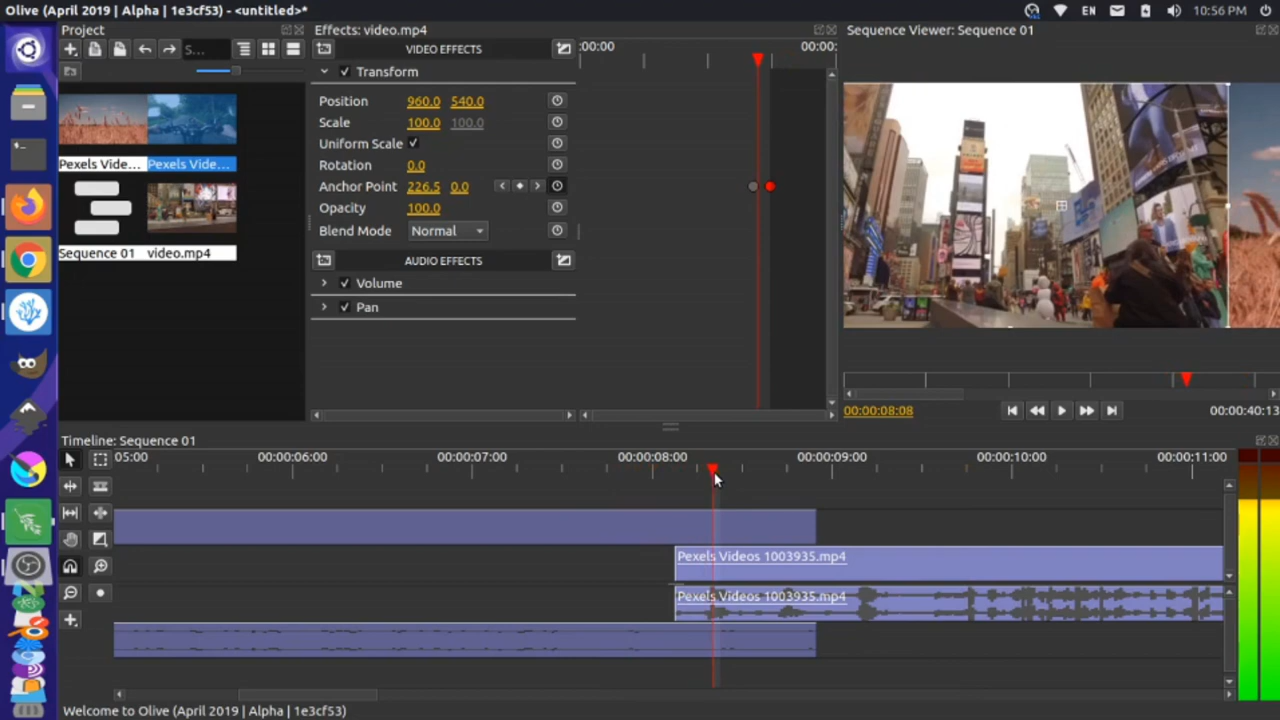 Olive (April 2019 | Alpha | 1e3cf53) - <untitled>*
EN
10:56 PM
Project
S...
Pexels Vide...
Pexels Vide...
Sequence 01
video.mp4
Effects: video.mp4
VIDEO EFFECTS
Transform
Position 960.0 540.0
Scale 100.0 100.0
Uniform Scale
Rotation 0.0
Anchor Point 226.5 0.0
Opacity 100.0
Blend Mode Normal
AUDIO EFFECTS
Volume
Pan
:00:00
00:00:
Sequence Viewer: Sequence 01
00:00:08:08
00:00:40:13
Timeline: Sequence 01
05:00
00:00:06:00
00:00:07:00
00:00:08:00
00:00:09:00
00:00:10:00
00:00:11:00
Pexels Videos 1003935.mp4
Pexels Videos 1003935.mp4
Welcome to Olive (April 2019 | Alpha | 1e3cf53)